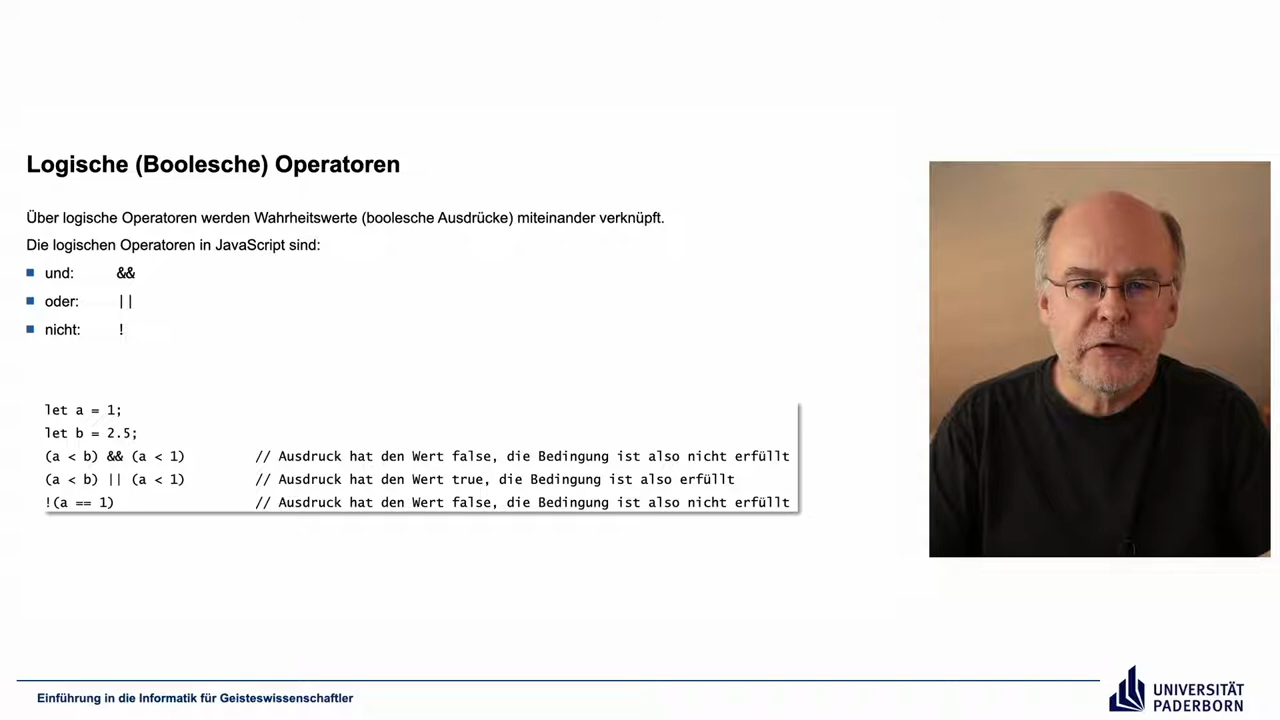 Logische (Boolesche) Operatoren
Über logische Operatoren werden Wahrheitswerte (boolesche Ausdrücke) miteinander verknüpft.
Die logischen Operatoren in JavaScript sind:
und: &&
oder: ||
nicht: !
let a = 1;
let b = 2.5;
(a < b) && (a < 1) // Ausdruck hat den Wert false, die Bedingung ist also nicht erfüllt
(a < b) || (a < 1) // Ausdruck hat den Wert true, die Bedingung ist also erfüllt
!(a == 1) // Ausdruck hat den Wert false, die Bedingung ist also nicht erfüllt
Einführung in die Informatik für Geisteswissenschaftler
UNIVERSITÄT
PADERBORN